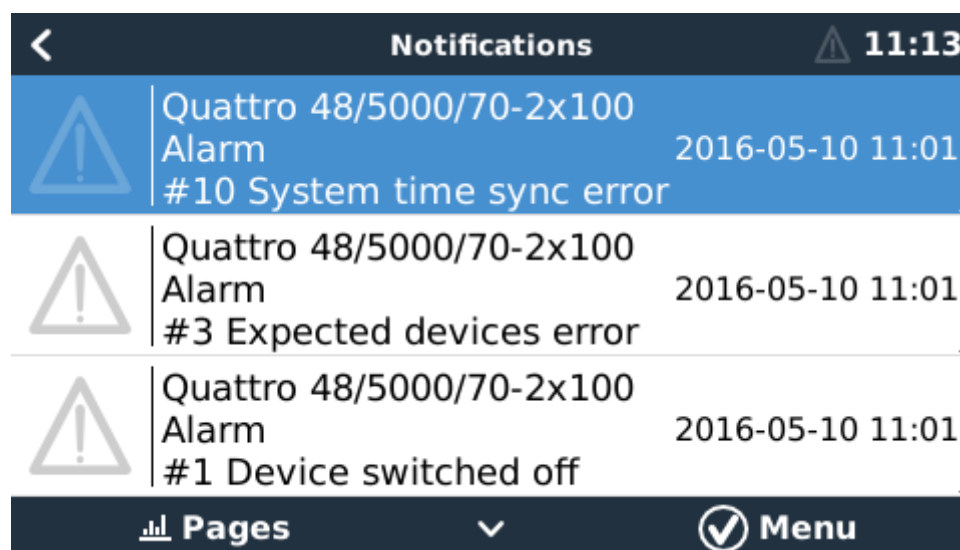 Notifications 11:13
Quattro 48/5000/70-2x100
Alarm 2016-05-10 11:01
#10 System time sync error
Quattro 48/5000/70-2x100
Alarm 2016-05-10 11:01
#3 Expected devices error
Quattro 48/5000/70-2x100
Alarm 2016-05-10 11:01
#1 Device switched off
Pages Menu